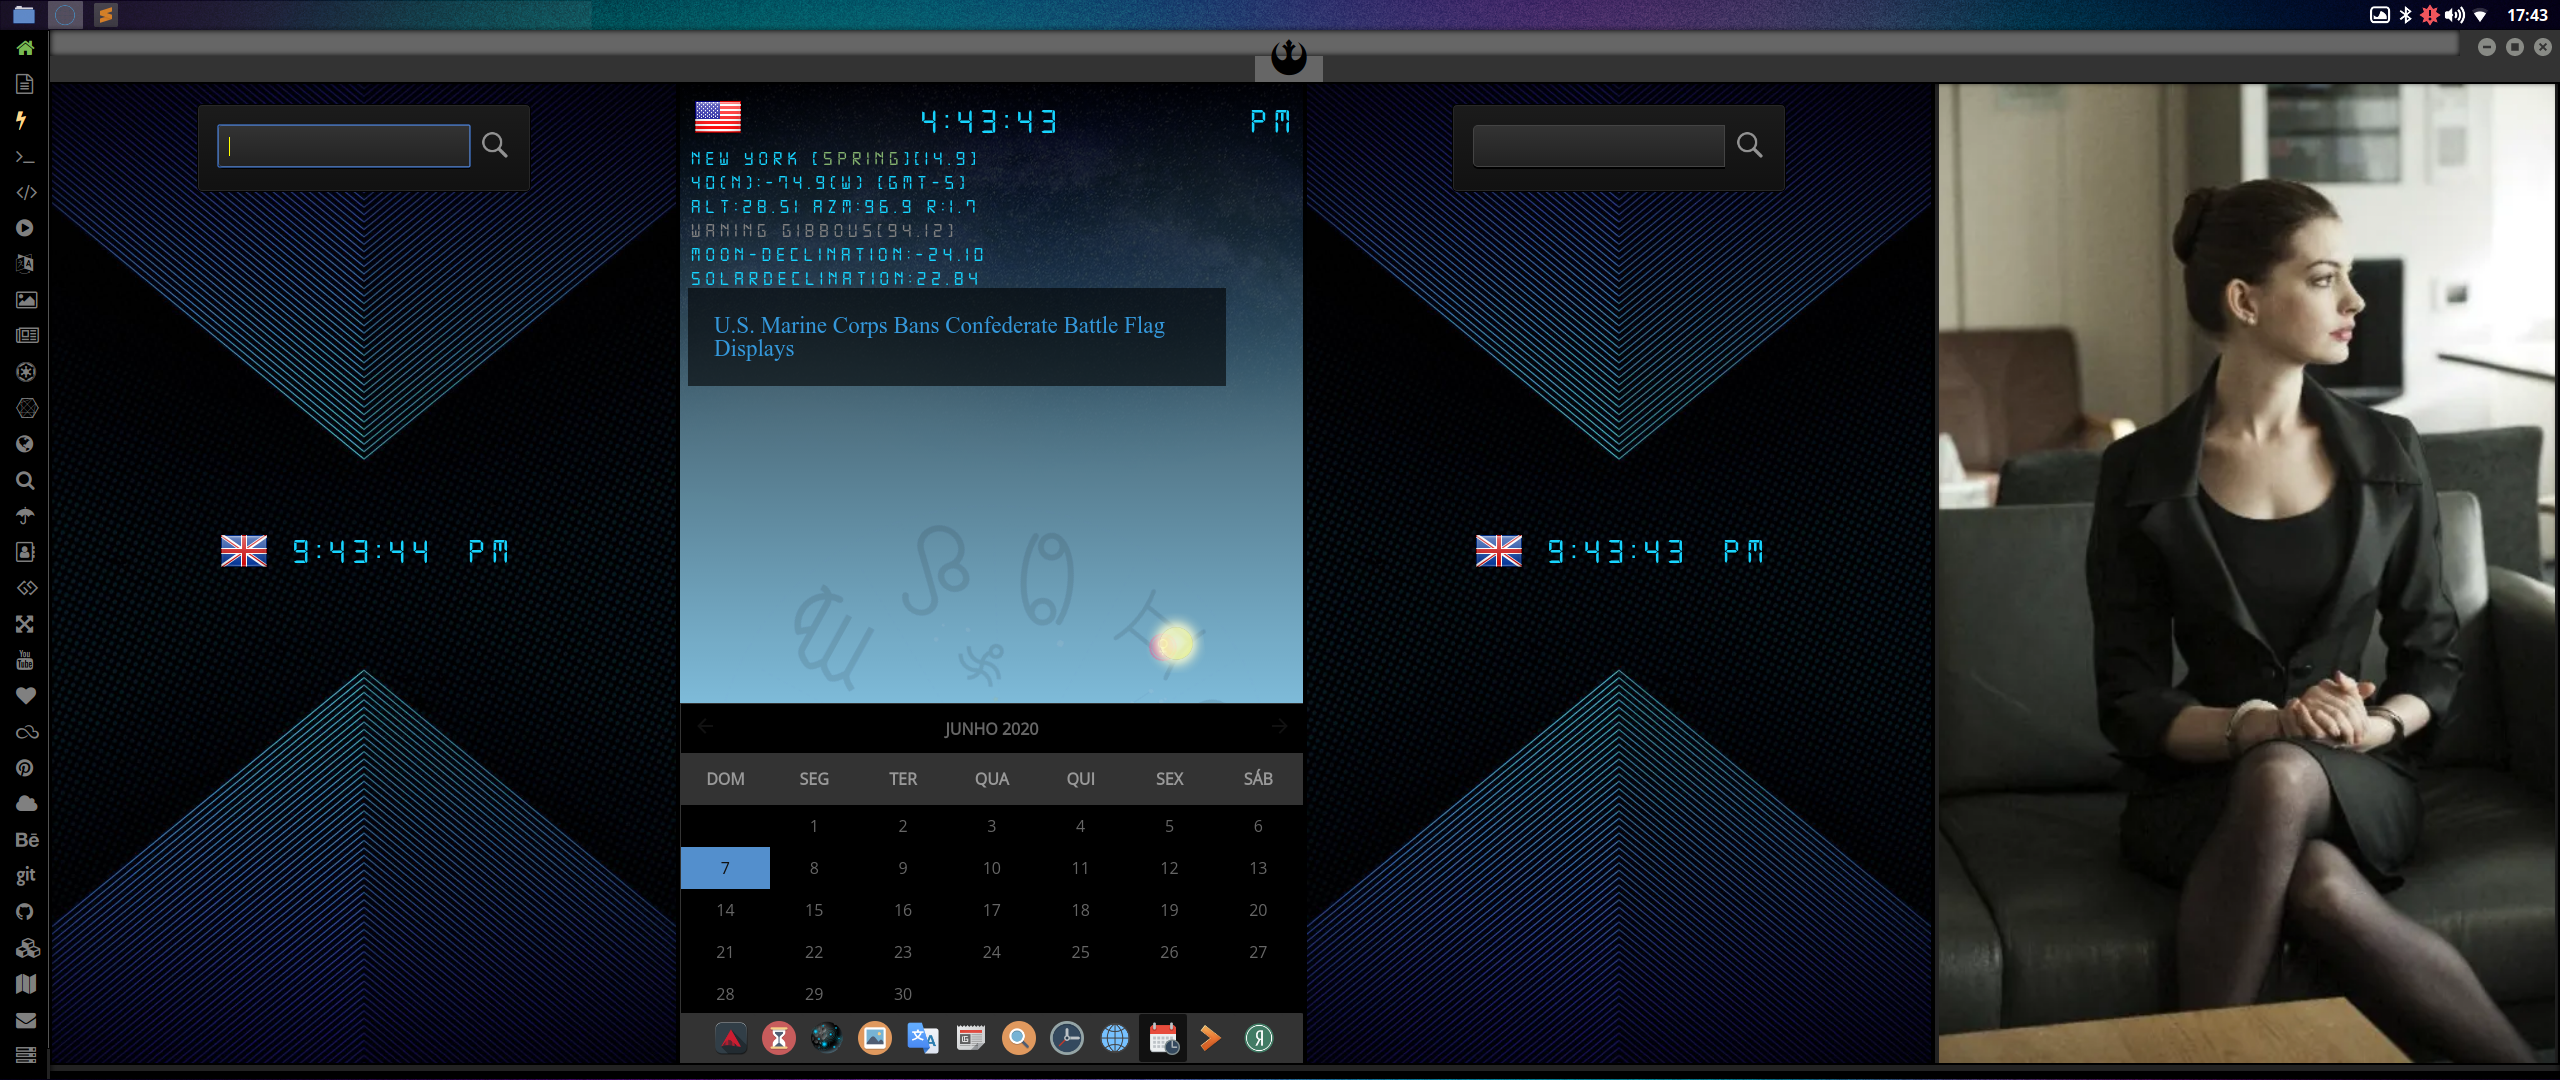 17:43
4:43:43 PM
NEW YORK [SPRING][14.9]
40(N):-74.9(W) [GMT-5]
ALT:28.51 AZM:96.9 R:1.7
WANING GIBBOUS[94.12]
MOON-DECLINATION:-24.10
SOLARDECLINATION:22.84
U.S. Marine Corps Bans Confederate Battle Flag
Displays
9:43:44 PM
9:43:43 PM
You
Tube
Bē
git
JUNHO 2020
DOM SEG TER QUA QUI SEX SÁB
1 2 3 4 5 6
7 8 9 10 11 12 13
14 15 16 17 18 19 20
21 22 23 24 25 26 27
28 29 30